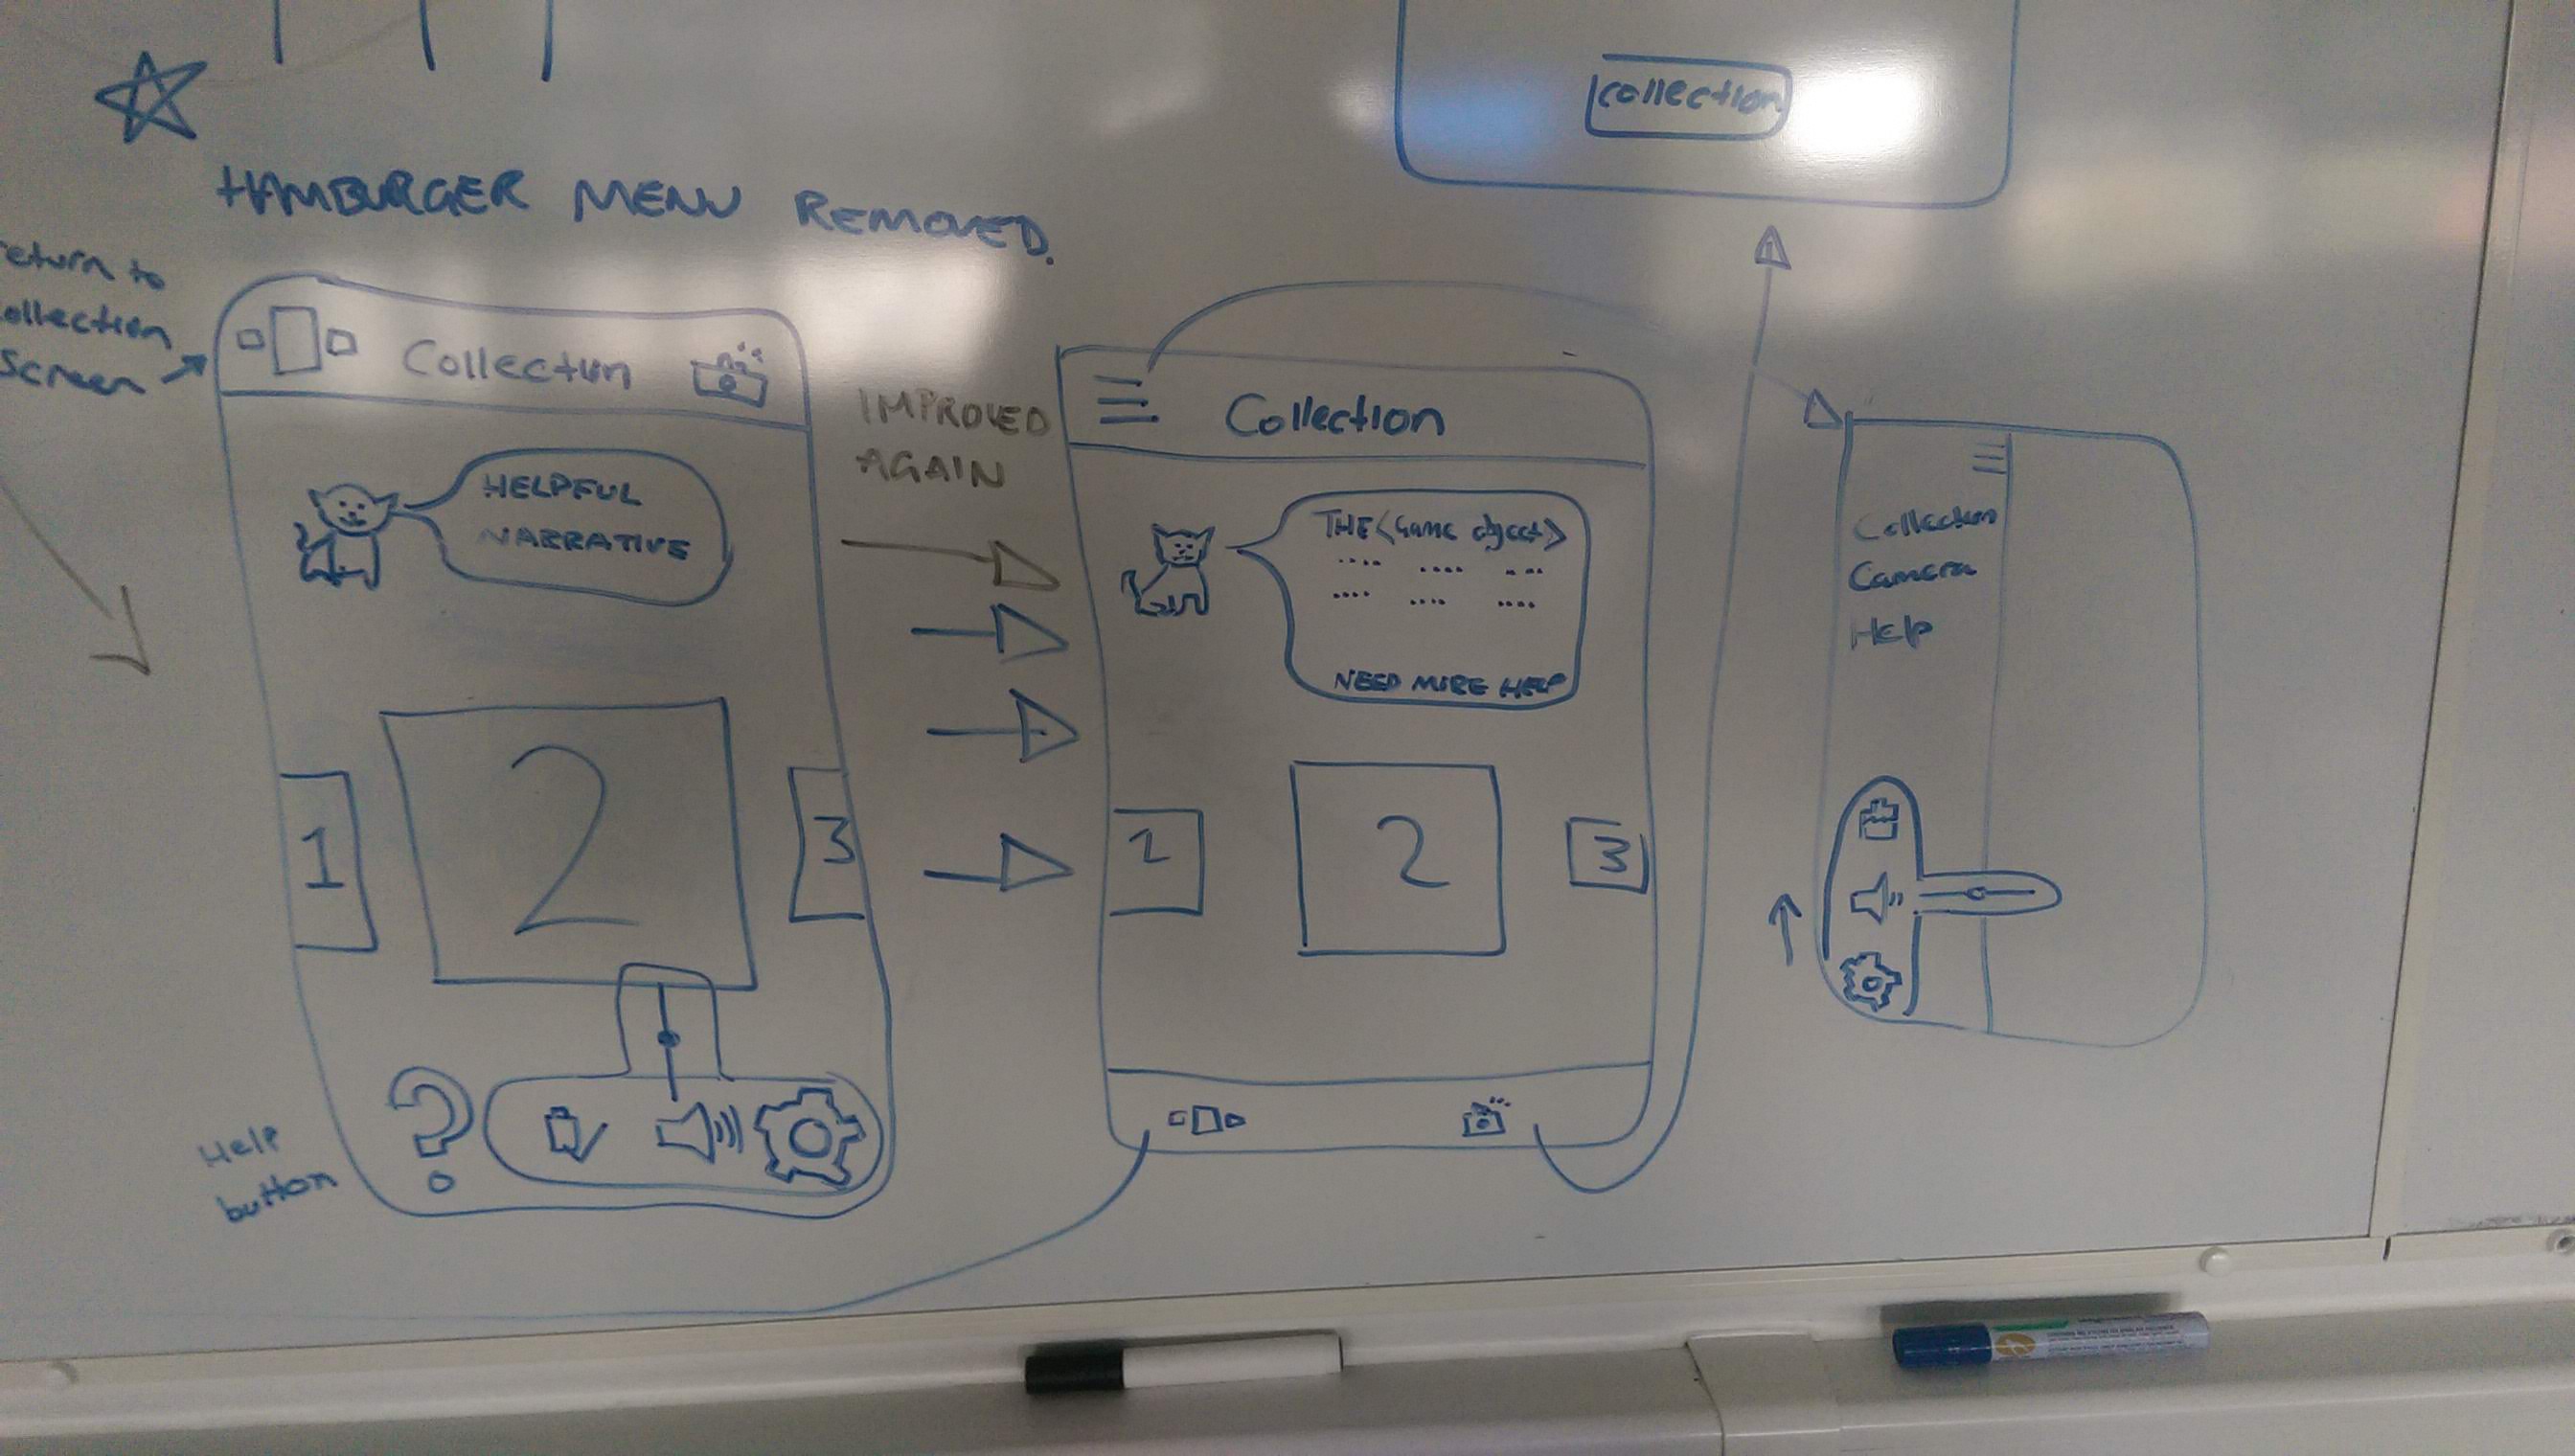 HAMBURGER MENU REMOVED.
return to
collection
screen
Collection
HELPFUL
NARRATIVE
1
2
3
Help
button
IMPROVED
AGAIN
collection
Collection
THE <Game object>
NEED MORE HELP
2
3
Collection
Camera
Help